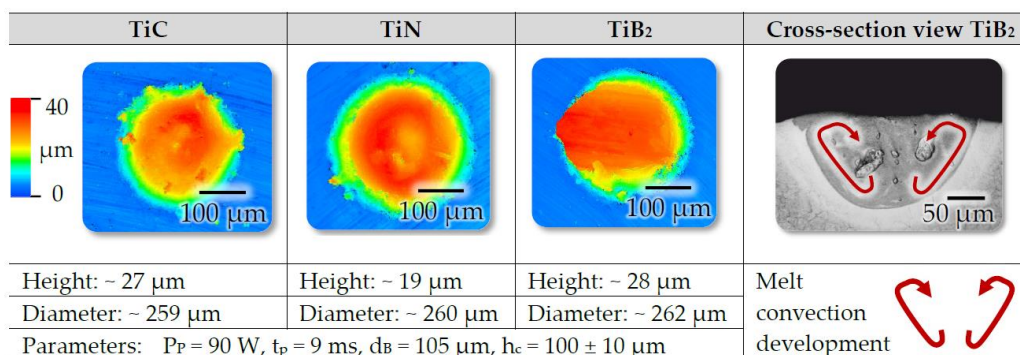 TiC TiN TiB₂ Cross-section view TiB₂
40
μm
0
100 μm
100 μm
100 μm
50 μm
Height: ~ 27 μm Height: ~ 19 μm Height: ~ 28 μm Melt
Diameter: ~ 259 μm Diameter: ~ 260 μm Diameter: ~ 262 μm convection
Parameters: Pₚ = 90 W, tₚ = 9 ms, d_B = 105 μm, h_c = 100 ± 10 μm development